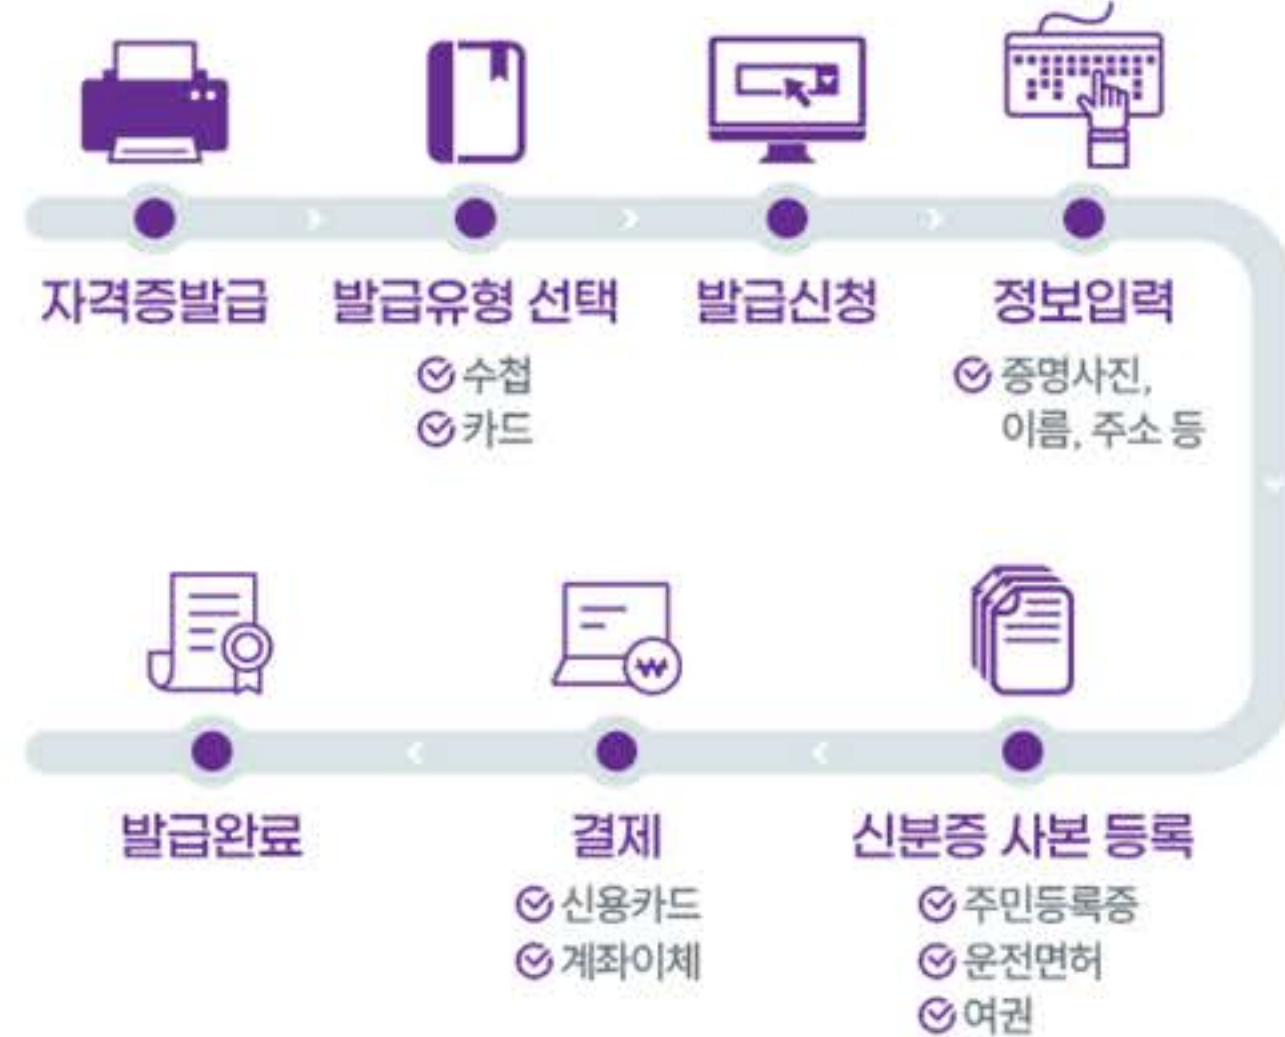 자격증발급
발급유형 선택
수첩
카드
발급신청
정보입력
증명사진,
이름, 주소 등
신분증 사본 등록
주민등록증
운전면허
여권
결제
신용카드
계좌이체
발급완료